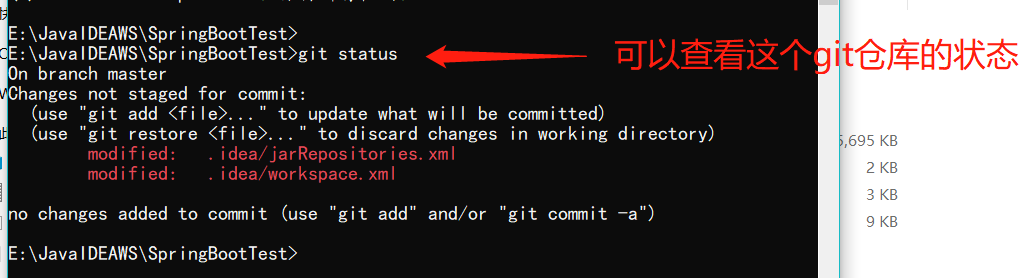 E:\JavaIDEAWS\SpringBootTest>
E:\JavaIDEAWS\SpringBootTest>git status
可以查看这个git仓库的状态
On branch master
Changes not staged for commit:
(use "git add <file>..." to update what will be committed)
(use "git restore <file>..." to discard changes in working directory)
modified: .idea/jarRepositories.xml
modified: .idea/workspace.xml
no changes added to commit (use "git add" and/or "git commit -a")
E:\JavaIDEAWS\SpringBootTest>
5,695 KB
2 KB
3 KB
9 KB